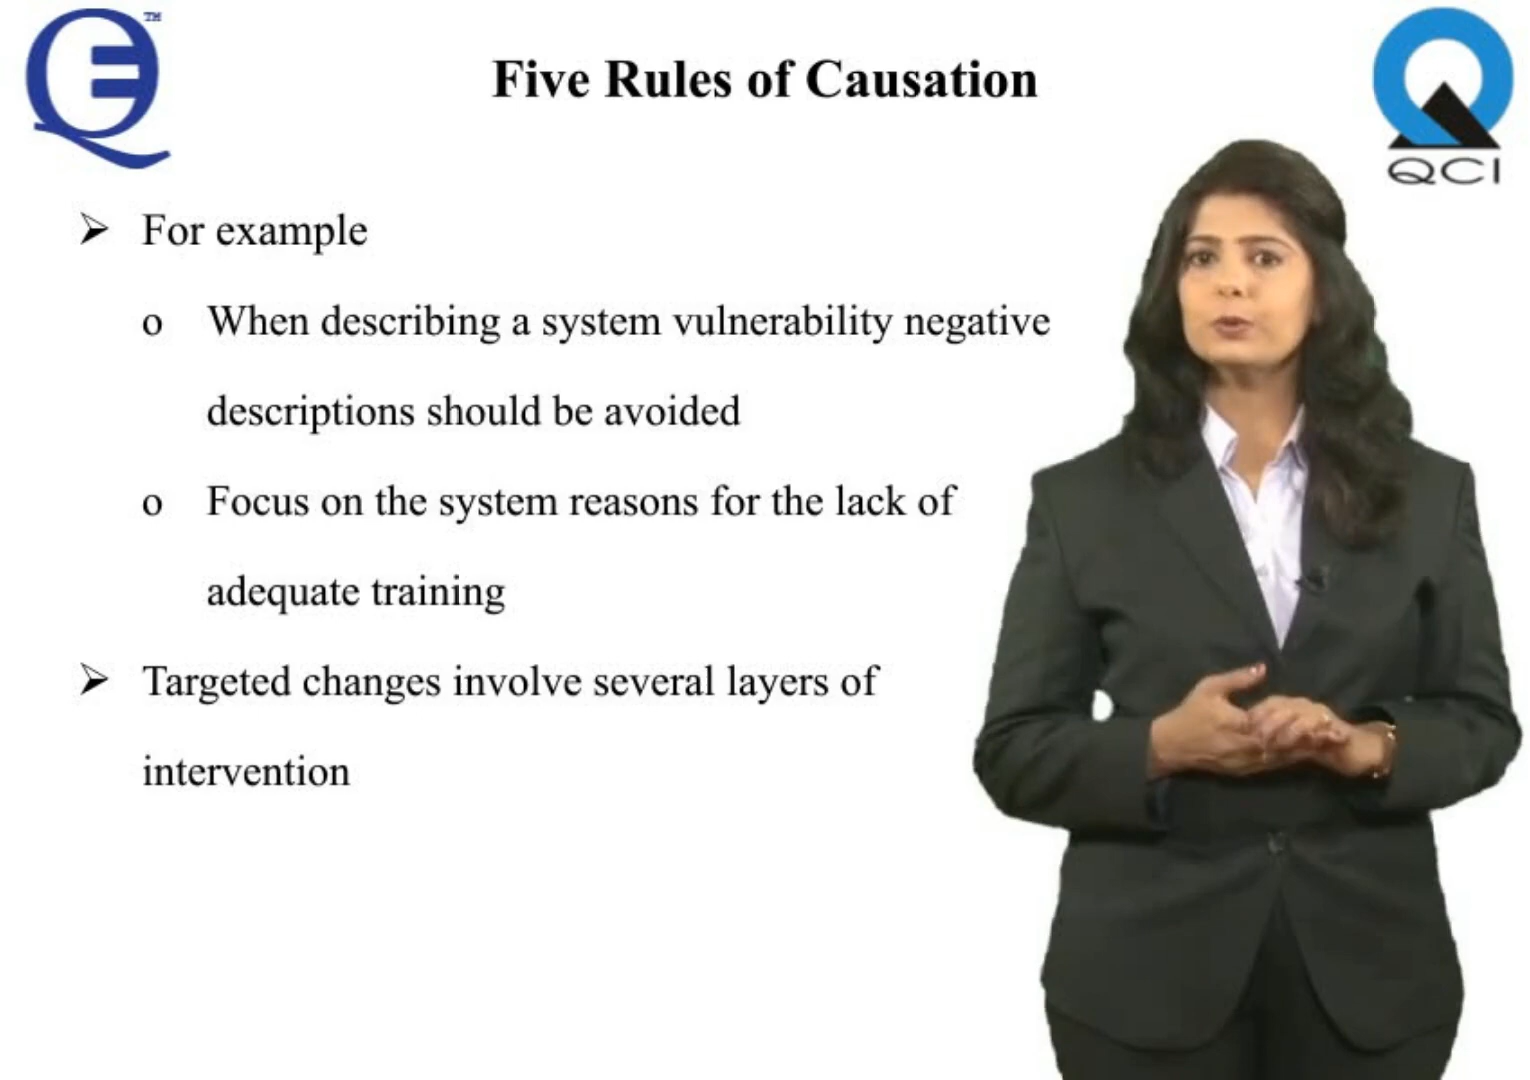 TM
Five Rules of Causation
QCI
➢ For example
o When describing a system vulnerability negative
descriptions should be avoided
o Focus on the system reasons for the lack of
adequate training
➢ Targeted changes involve several layers of
intervention